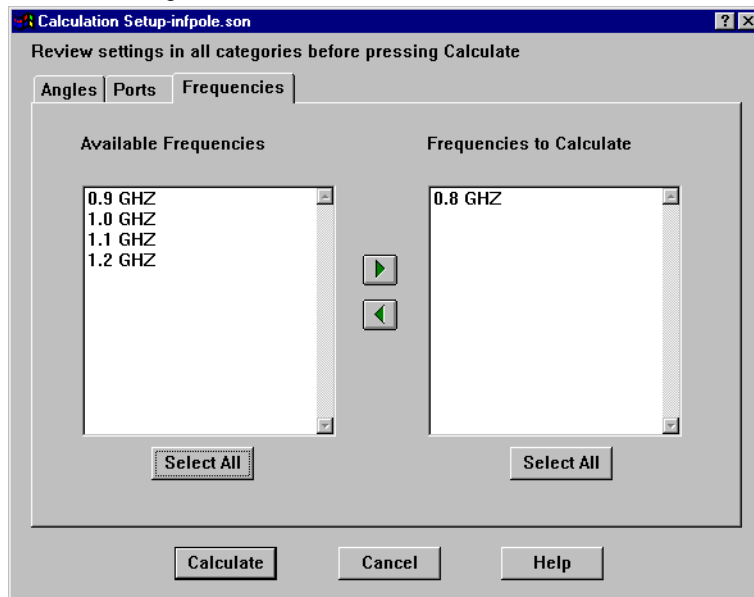 Calculation Setup-infpole.son
Review settings in all categories before pressing Calculate
Angles Ports Frequencies
Available Frequencies
Frequencies to Calculate
0.9 GHZ
1.0 GHZ
1.1 GHZ
1.2 GHZ
0.8 GHZ
Select All
Select All
Calculate Cancel Help